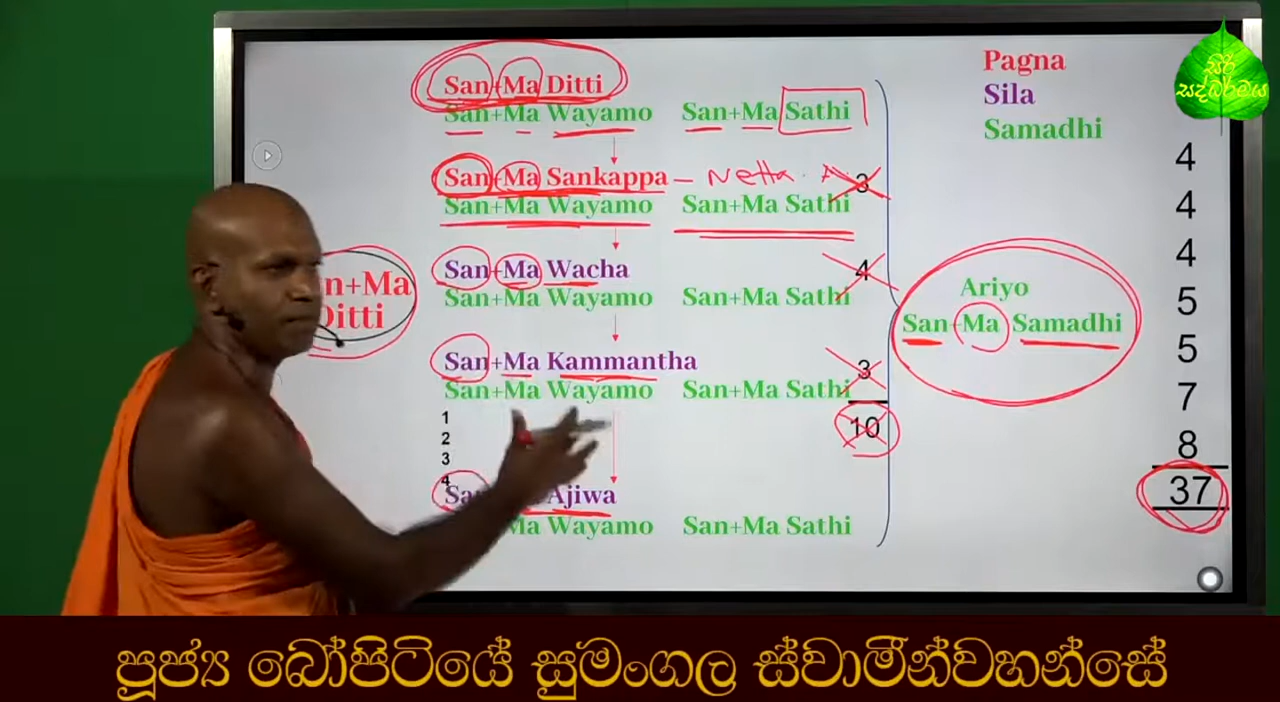 San+Ma Ditti
San+Ma Wayamo San+Ma Sathi
San+Ma Sankappa – Netta.
3
San+Ma Wayamo San+Ma Sathi
San+Ma Wacha
4
San+Ma Wayamo San+Ma Sathi
San+Ma Kammantha
3
San+Ma Wayamo San+Ma Sathi
10
1
2
3
4
Ajiwa
Ma Wayamo San+Ma Sathi
n+Ma
Ditti
Ariyo
San+Ma Samadhi
Pagna
Sila
Samadhi
4
4
4
5
5
7
8
37
සිරි
සද්ධර්මය
පූජ්‍ය බෝපිටියේ සුමංගල ස්වාමීන්වහන්සේ